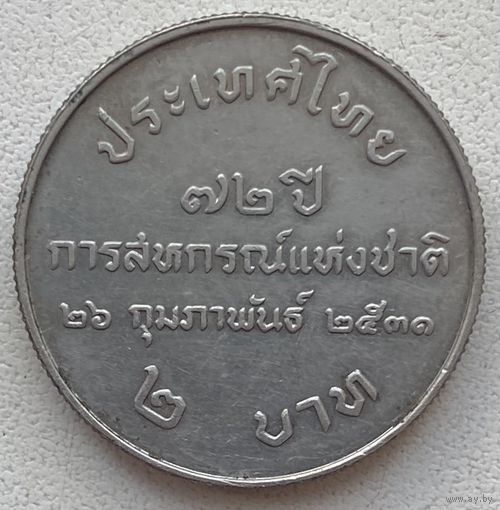 ประเทศไทย
๗๒ ปี
การสหกรณ์แห่งชาติ
๒๖ กุมภาพันธ์ ๒๕๓๑
๒ บาท
www.ay.by